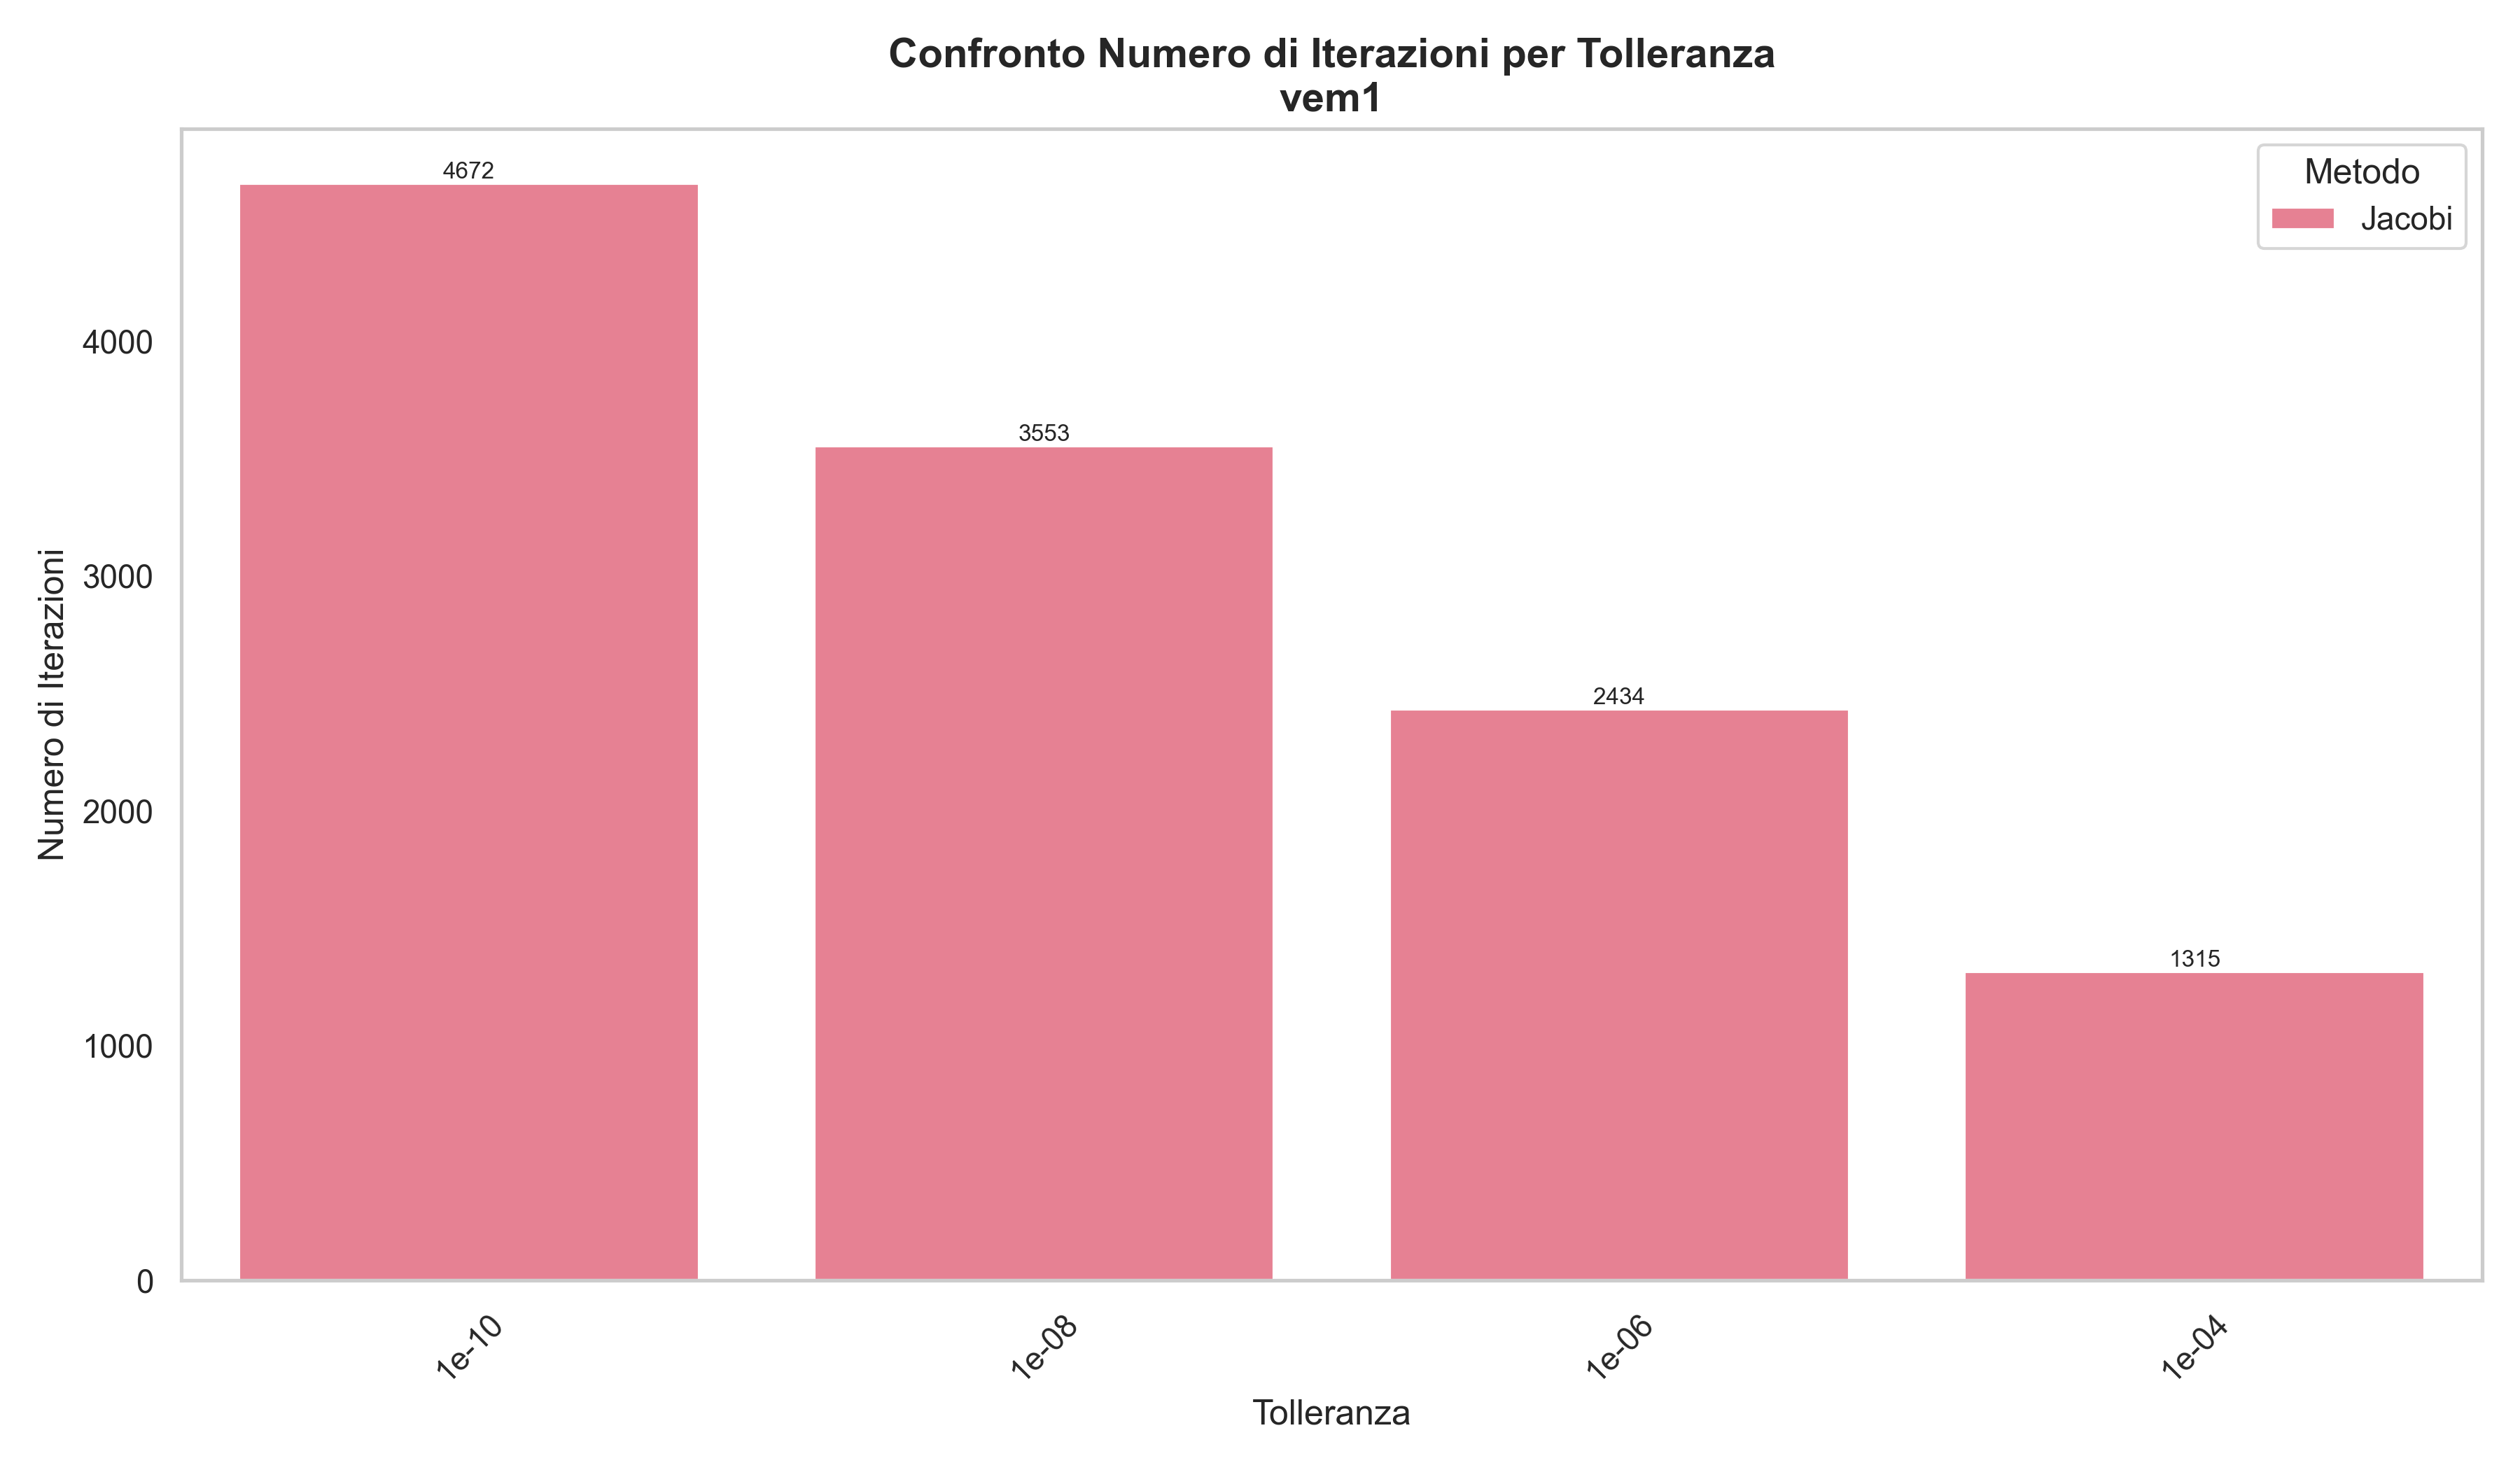 Confronto Numero di Iterazioni per Tolleranza
vem1
Metodo
Jacobi
Numero di Iterazioni
4000
3000
2000
1000
0
4672
3553
2434
1315
1e-10
1e-08
1e-06
1e-04
Tolleranza